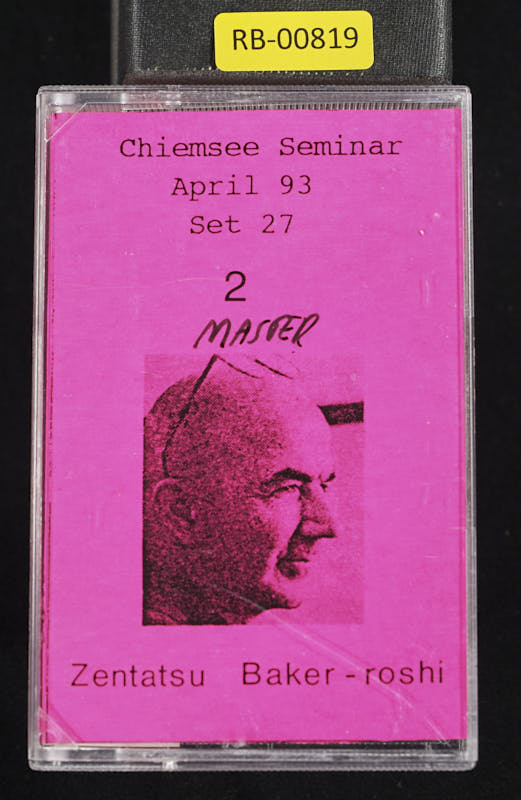 RB-00819
Chiemsee Seminar
April 93
Set 27
2
MASTER
Zentatsu Baker-roshi